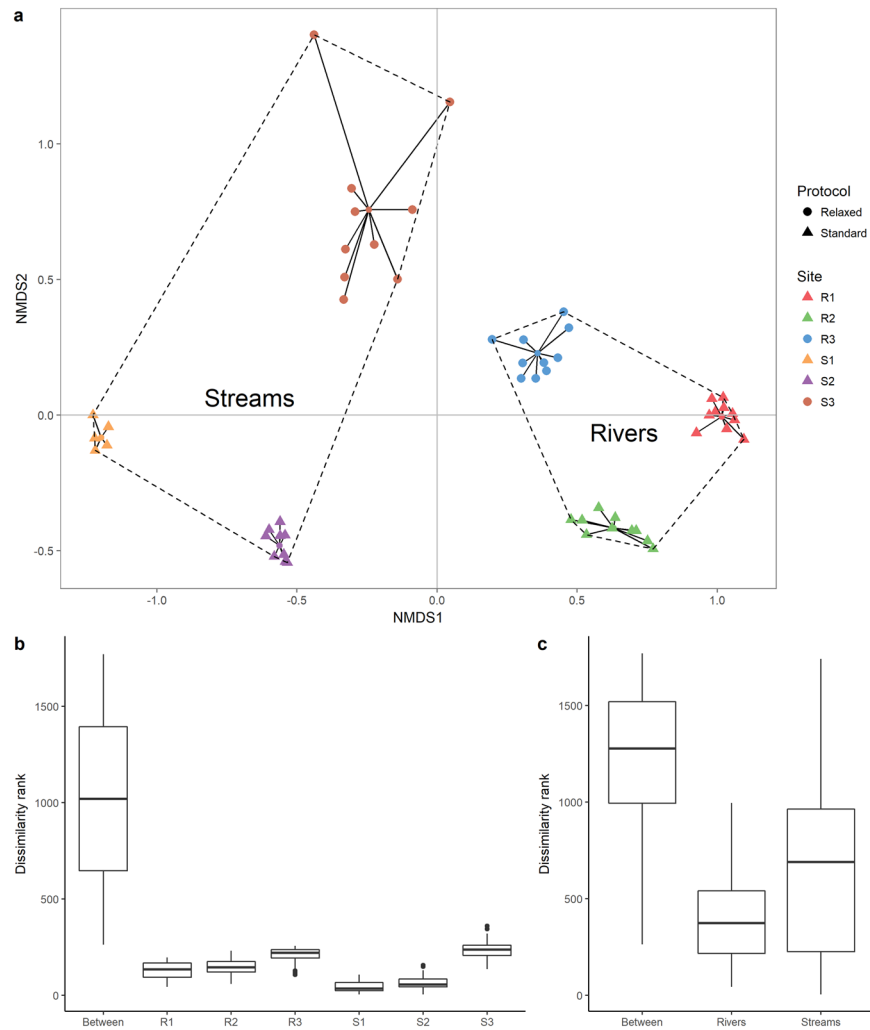 a
1.0
0.5
0.0
-0.5
NMDS2
Streams
Rivers
-1.0
-0.5
0.0
0.5
1.0
NMDS1
Protocol
Relaxed
Standard
Site
R1
R2
R3
S1
S2
S3
b
1500
1000
500
0
Dissimilarity rank
Between R1 R2 R3 S1 S2 S3
c
1500
1000
500
0
Dissimilarity rank
Between Rivers Streams